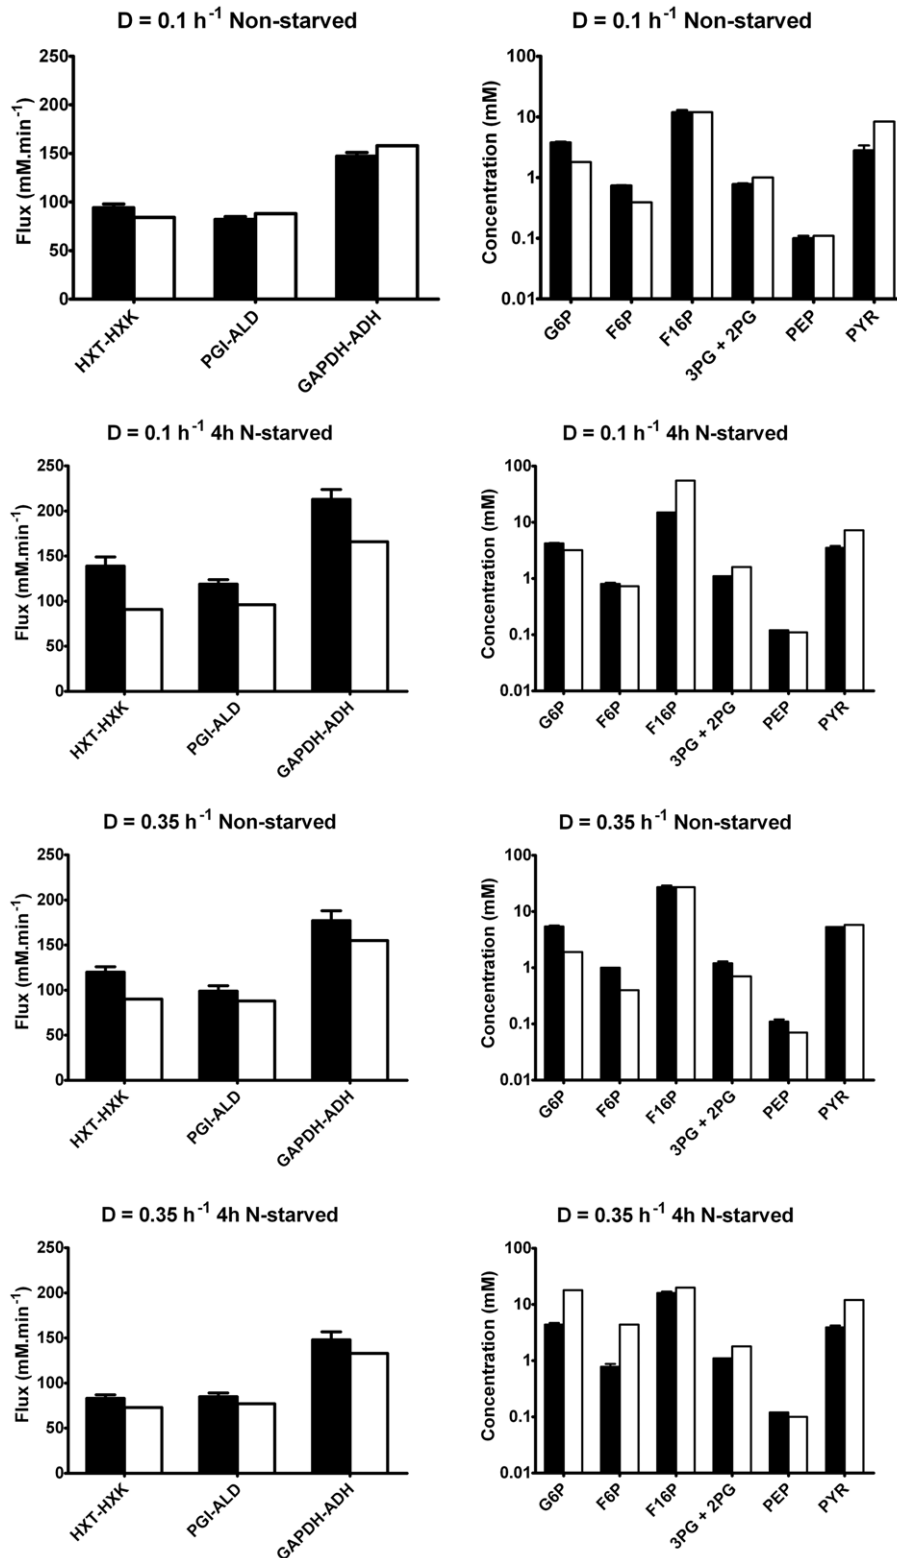 D = 0.1 h-1 Non-starved
Flux (mM.min-1)
250
200
150
100
50
0
HXT-HXK
PGI-ALD
GAPDH-ADH
D = 0.1 h-1 Non-starved
Concentration (mM)
100
10
1
0.1
0.01
G6P
F6P
F16P
3PG + 2PG
PEP
PYR
D = 0.1 h-1 4h N-starved
Flux (mM.min-1)
250
200
150
100
50
0
HXT-HXK
PGI-ALD
GAPDH-ADH
D = 0.1 h-1 4h N-starved
Concentration (mM)
100
10
1
0.1
0.01
G6P
F6P
F16P
3PG + 2PG
PEP
PYR
D = 0.35 h-1 Non-starved
Flux (mM.min-1)
250
200
150
100
50
0
HXT-HXK
PGI-ALD
GAPDH-ADH
D = 0.35 h-1 Non-starved
Concentration (mM)
100
10
1
0.1
0.01
G6P
F6P
F16P
3PG + 2PG
PEP
PYR
D = 0.35 h-1 4h N-starved
Flux (mM.min-1)
250
200
150
100
50
0
HXT-HXK
PGI-ALD
GAPDH-ADH
D = 0.35 h-1 4h N-starved
Concentration (mM)
100
10
1
0.1
0.01
G6P
F6P
F16P
3PG + 2PG
PEP
PYR